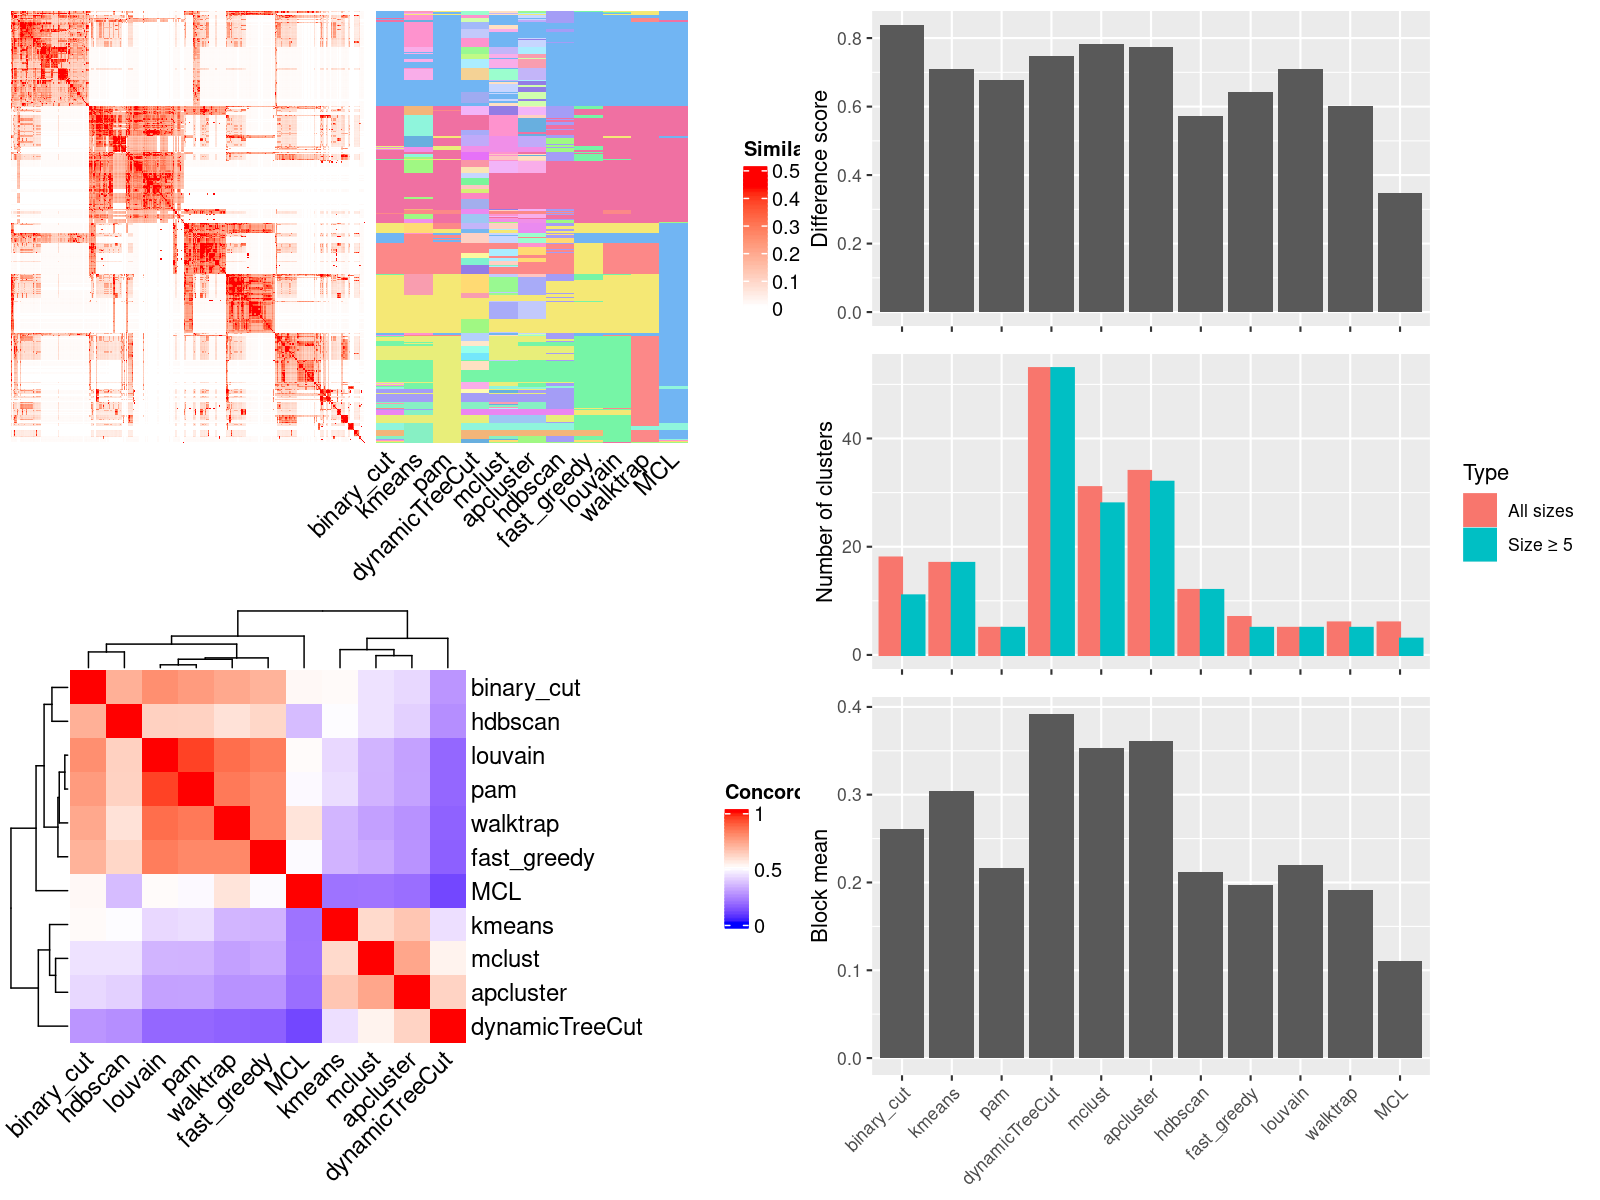 Simila
0.5
0.4
0.3
0.2
0.1
0
binary_cut
kmeans
pam
dynamicTreeCut
mclust
apcluster
hdbscan
fast_greedy
louvain
walktrap
MCL
Difference score
0.8
0.6
0.4
0.2
0.0
Number of clusters
40
20
0
Type
All sizes
Size ≥ 5
binary_cut
hdbscan
louvain
pam
walktrap
fast_greedy
MCL
kmeans
mclust
apcluster
dynamicTreeCut
binary_cut
hdbscan
louvain
pam
walktrap
fast_greedy
MCL
kmeans
mclust
apcluster
dynamicTreeCut
Concord
1
0.5
0
Block mean
0.4
0.3
0.2
0.1
0.0
binary_cut
kmeans
pam
dynamicTreeCut
mclust
apcluster
hdbscan
fast_greedy
louvain
walktrap
MCL